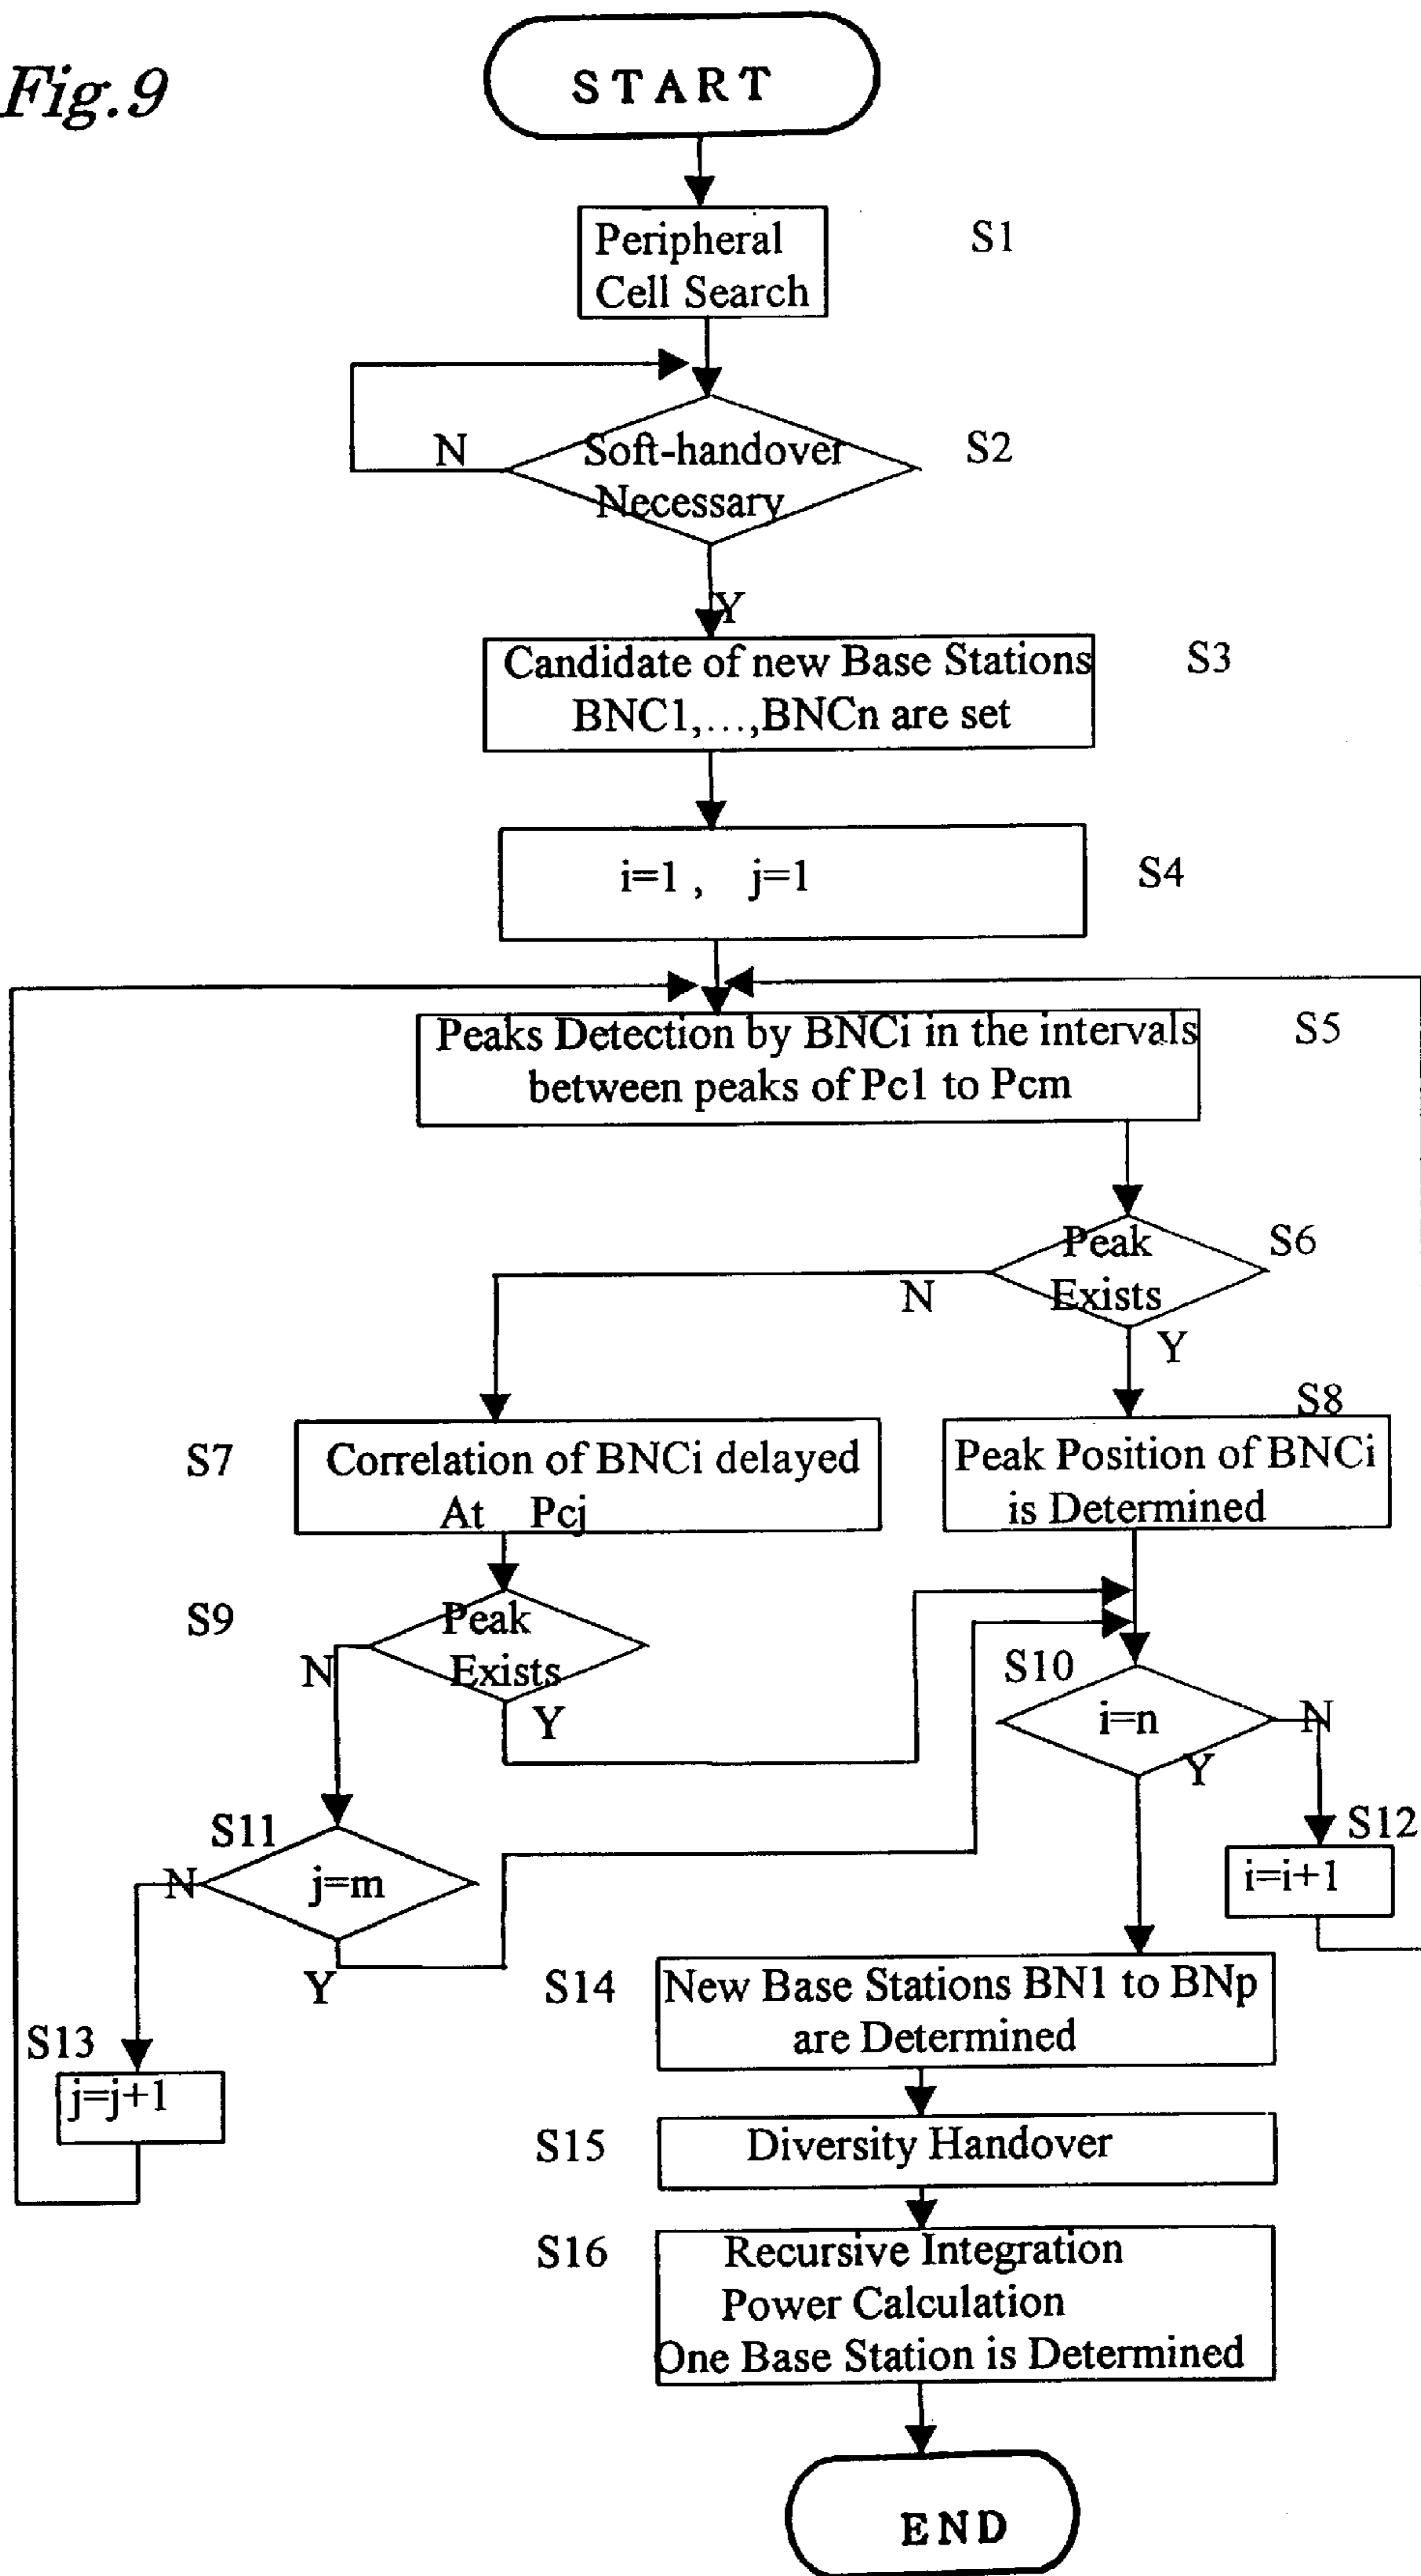 Fig.9
START
Peripheral
Cell Search
S1
N
Soft-handover
Necessary
S2
Y
Candidate of new Base Stations
BNC1,...,BNCn are set
S3
i=1 , j=1
S4
Peaks Detection by BNCi in the intervals
between peaks of Pc1 to Pcm
S5
Peak
Exists
S6
N
Y
S7
Correlation of BNCi delayed
At Pcj
S8
Peak Position of BNCi
is Determined
S9
Peak
Exists
N
Y
S10
i=n
N
Y
S11
j=m
N
Y
S12
i=i+1
S13
j=j+1
S14
New Base Stations BN1 to BNp
are Determined
S15
Diversity Handover
S16
Recursive Integration
Power Calculation
One Base Station is Determined
END